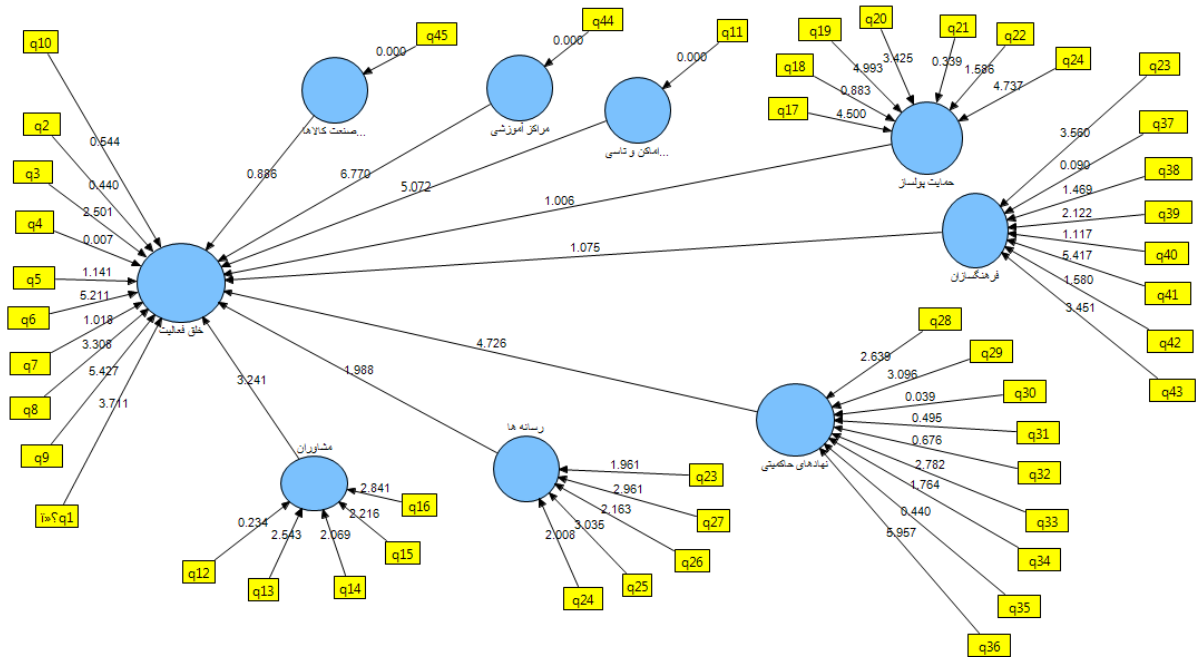 q10
0.544
q2
0.440
q3
2.501
q4
0.007
q5
1.141
q6
5.211
q7
1.018
q8
3.308
q9
5.427
ï»؟q1
3.711
خلق فعالیت
q45
0.000
صنعت کالاها...
0.886
q44
0.000
مراکز آموزشی
6.770
q11
0.000
اماکن و تاسی...
5.072
q17
4.500
q18
0.883
q19
4.993
q20
3.425
q21
0.339
q22
1.586
q24
4.737
حمایت پولساز
1.006
q23
3.560
q37
0.090
q38
1.469
q39
2.122
q40
1.117
q41
5.417
q42
1.580
q43
3.451
فرهنگسازان
1.075
q28
2.639
q29
3.096
q30
0.039
q31
0.495
q32
0.676
q33
2.782
q34
1.764
q35
0.440
q36
5.957
نهادهای حاکمیتی
4.726
رسانه ها
1.988
q23
1.961
q27
2.961
q26
2.163
q25
3.035
q24
2.008
مشاوران
3.241
q16
2.841
q15
2.216
q14
2.069
q13
2.543
q12
0.234